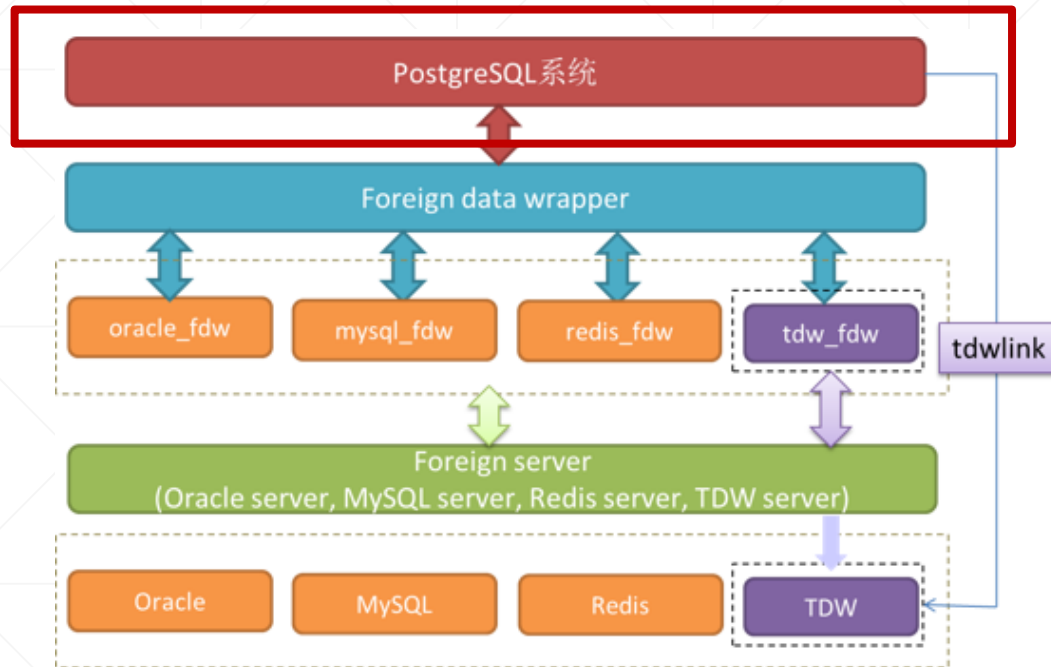 PostgreSQL系统
Foreign data wrapper
oracle_fdw
mysql_fdw
redis_fdw
tdw_fdw
tdwlink
Foreign server
(Oracle server, MySQL server, Redis server, TDW server)
Oracle
MySQL
Redis
TDW